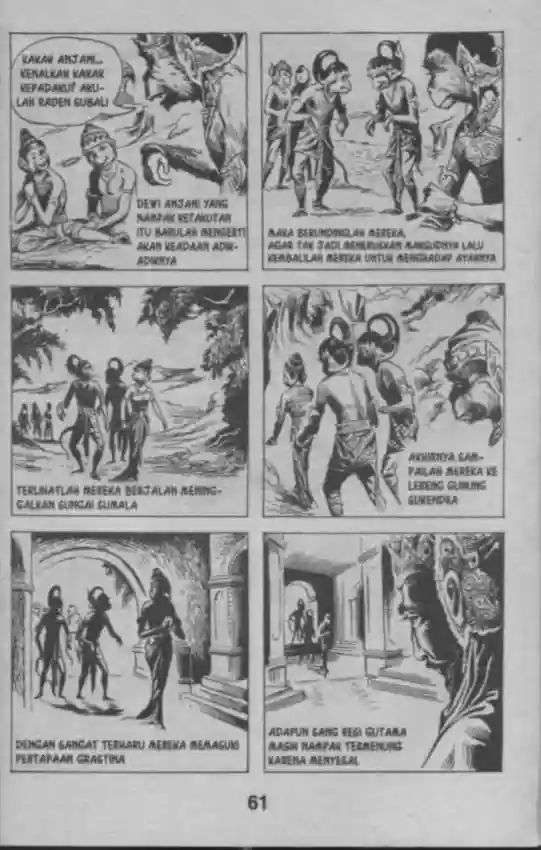 KAKAK ANJANI...
KENALKAH KAKAK
KEPADAKU? AKU-
LAH RADEN SUBALI
DEWI ANJANI YANG
NAMPAK KETAKUTAN
ITU BARULAH MENGERTI
AKAN KEADAAN ADIK-
ADIKNYA
MAKA BERUNDINGLAH MEREKA,
AGAR TAK JADI MENERUSKAN MAKSUDNYA LALU
KEMBALILAH MEREKA UNTUK MENGHADAP AYAHNYA
TERLIHATLAH MEREKA BERJALAN MENING-
GALKAN SUNGAI SUMALA
AKHIRNYA SAM-
PAILAH MEREKA KE
LERENG GUNUNG
SUKENDRA
DENGAN SANGAT TERHARU MEREKA MEMASUKI
PERTAPAAN GRASTINA
ADAPUN SANG RESI GUTAMA
MASIH NAMPAK TERMENUNG
KARENA MENYESAL
61